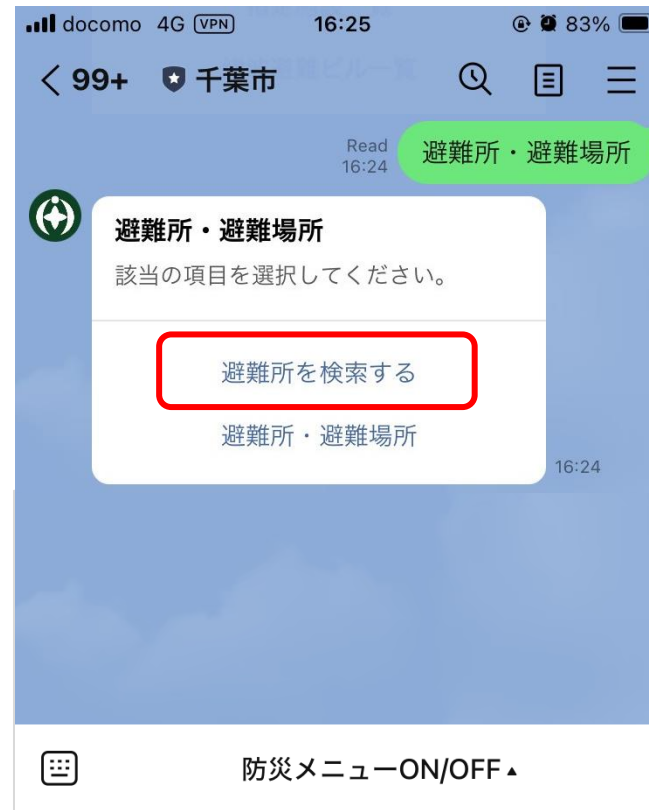 docomo 4G VPN 16:25 83%
99+ 千葉市
Read
16:24
避難所・避難場所
避難所・避難場所
該当の項目を選択してください。
避難所を検索する
避難所・避難場所
16:24
防災メニューON/OFF▲